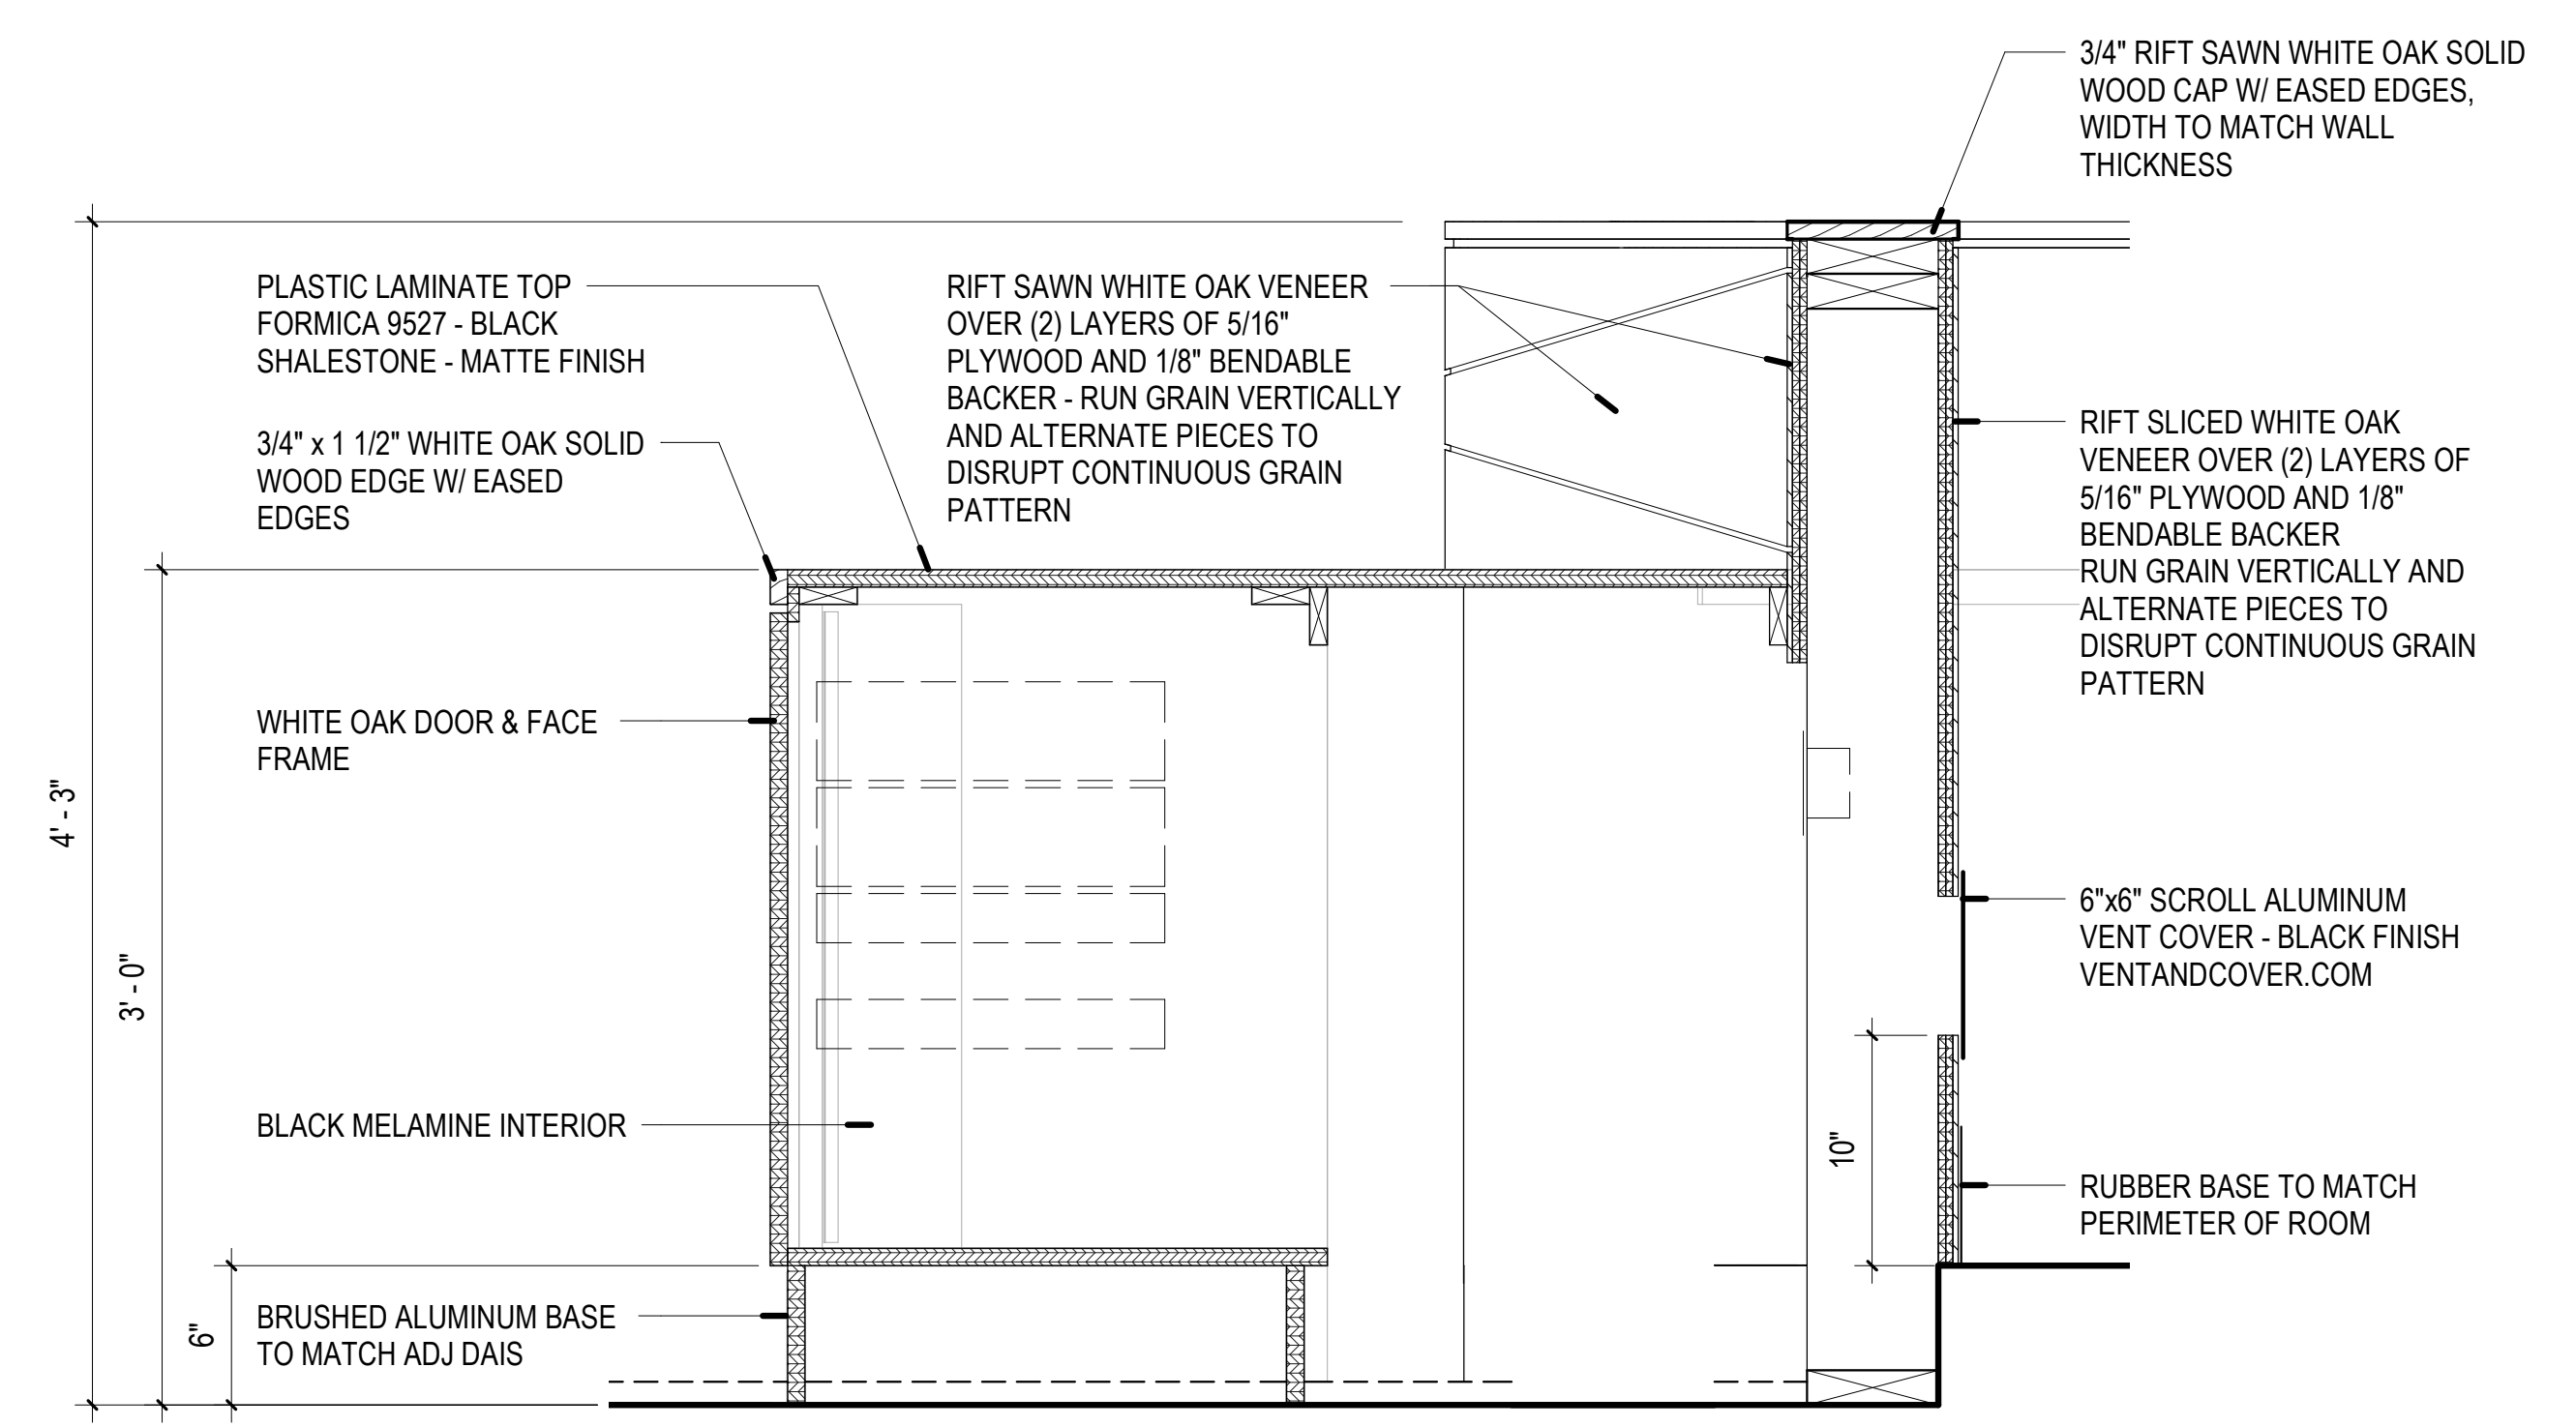 3/4" RIFT SAWN WHITE OAK SOLID
WOOD CAP W/ EASED EDGES,
WIDTH TO MATCH WALL
THICKNESS
PLASTIC LAMINATE TOP
FORMICA 9527 - BLACK
SHALESTONE - MATTE FINISH
3/4" x 1 1/2" WHITE OAK SOLID
WOOD EDGE W/ EASED
EDGES
RIFT SAWN WHITE OAK VENEER
OVER (2) LAYERS OF 5/16"
PLYWOOD AND 1/8" BENDABLE
BACKER - RUN GRAIN VERTICALLY
AND ALTERNATE PIECES TO
DISRUPT CONTINUOUS GRAIN
PATTERN
RIFT SLICED WHITE OAK
VENEER OVER (2) LAYERS OF
5/16" PLYWOOD AND 1/8"
BENDABLE BACKER
RUN GRAIN VERTICALLY AND
ALTERNATE PIECES TO
DISRUPT CONTINUOUS GRAIN
PATTERN
WHITE OAK DOOR & FACE
FRAME
4' - 3"
3' - 0"
6"x6" SCROLL ALUMINUM
VENT COVER - BLACK FINISH
VENTANDCOVER.COM
BLACK MELAMINE INTERIOR
10"
RUBBER BASE TO MATCH
PERIMETER OF ROOM
6"
BRUSHED ALUMINUM BASE
TO MATCH ADJ DAIS